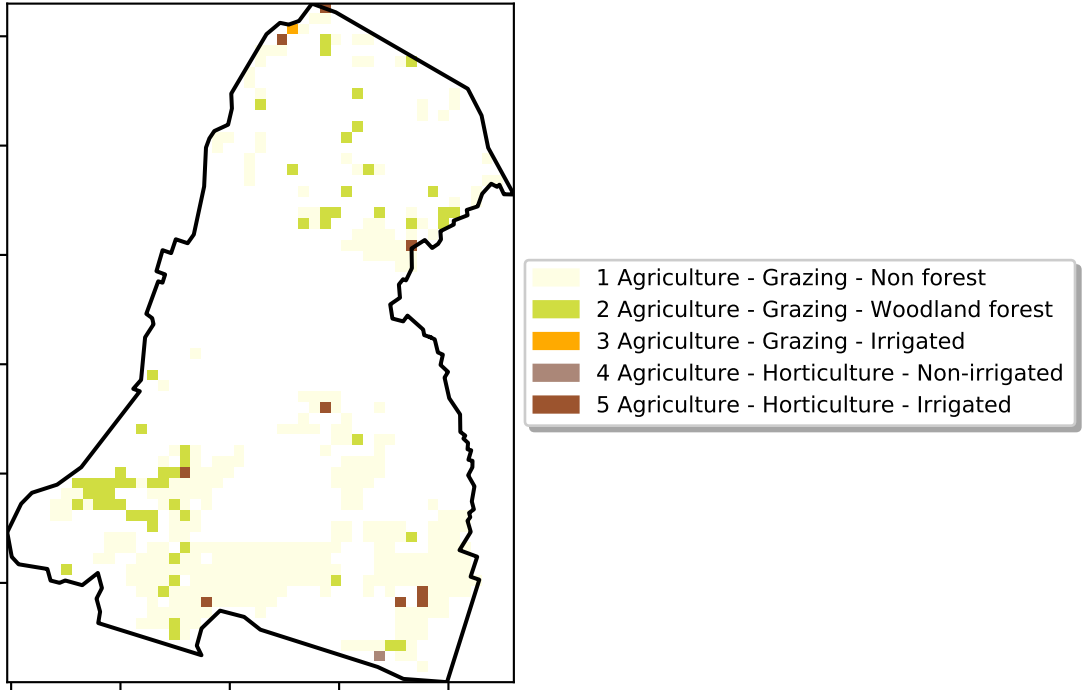 1 Agriculture - Grazing - Non forest
2 Agriculture - Grazing - Woodland forest
3 Agriculture - Grazing - Irrigated
4 Agriculture - Horticulture - Non-irrigated
5 Agriculture - Horticulture - Irrigated